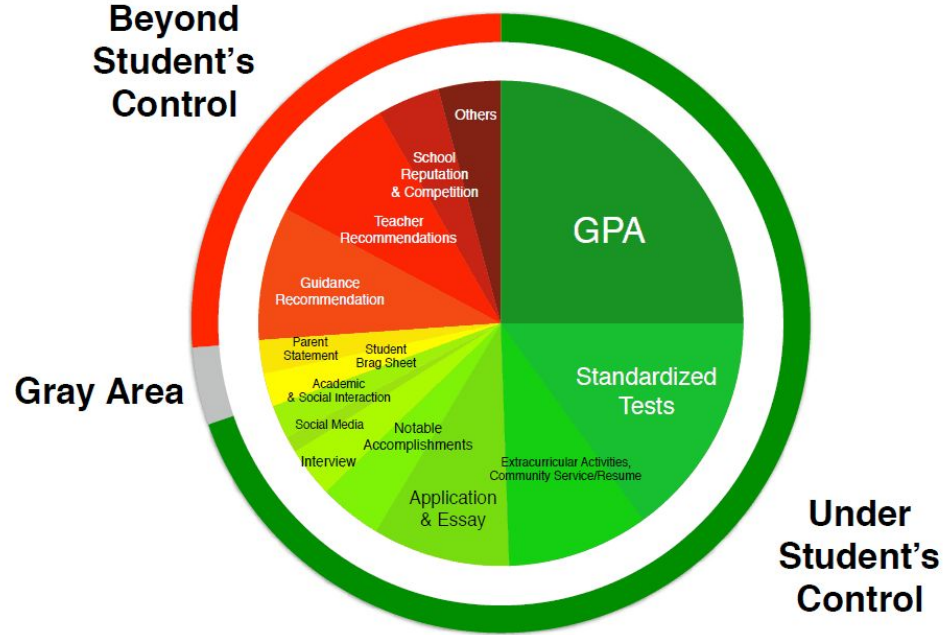 Beyond
Student's
Control
Others
School
Reputation
& Competition
Teacher
Recommendations
GPA
Guidance
Recommendation
Parent
Statement
Student
Brag Sheet
Gray Area
Academic
& Social Interaction
Standardized
Tests
Social Media
Notable
Accomplishments
Interview
Extracurricular Activities,
Community Service/Resume
Application
& Essay
Under
Student's
Control